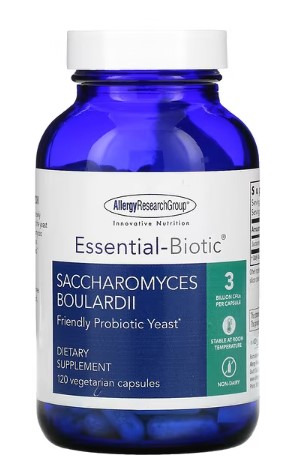 AllergyResearchGroup®
Innovative Nutrition
Essential-Biotic®
SACCHAROMYCES
BOULARDII
Friendly Probiotic Yeast*
DIETARY
SUPPLEMENT
120 vegetarian capsules
3
BILLION CFUs
PER CAPSULE
STABLE AT ROOM
TEMPERATURE
NON-DAIRY